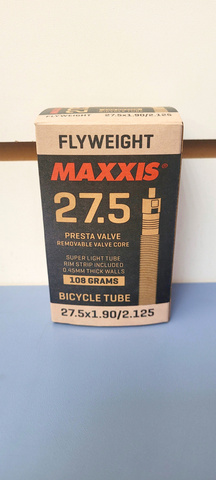 FLYWEIGHT
MAXXIS®
27.5
PRESTA VALVE
REMOVABLE VALVE CORE
SUPER LIGHT TUBE
RIM STRIP INCLUDED
0.45MM THICK WALLS
108 GRAMS
BICYCLE TUBE
27.5x1.90/2.125